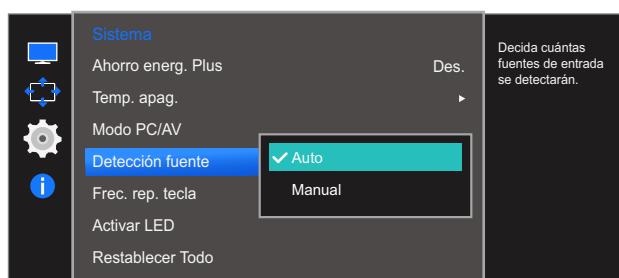 Sistema
Ahorro energ. Plus Des.
Temp. apag.
Modo PC/AV
Detección fuente
Auto
Manual
Frec. rep. tecla
Activar LED
Restablecer Todo
Decida cuántas
fuentes de entrada
se detectarán.